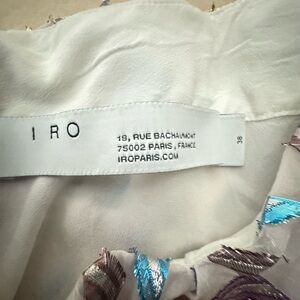 IRO
19, RUE BACHAUMONT
75002 PARIS, FRANCE
IROPARIS.COM
38